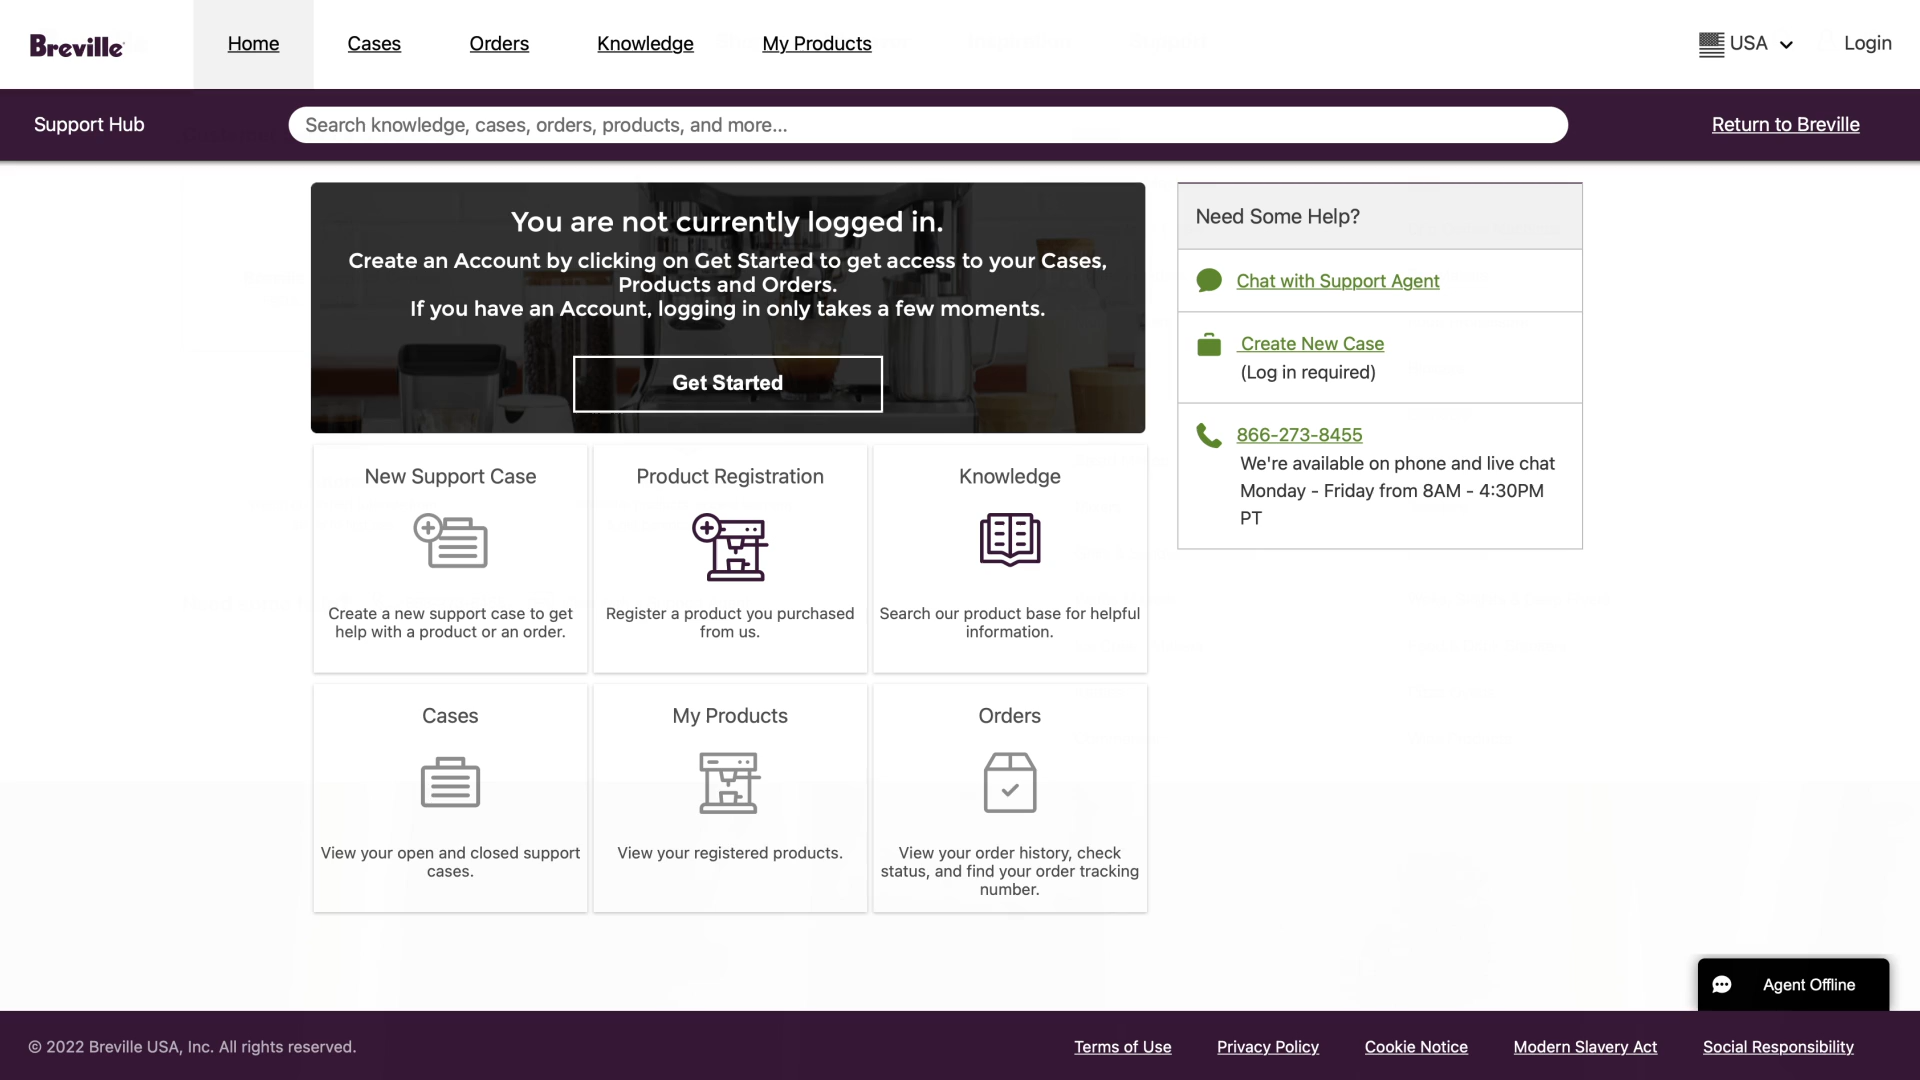 Breville
Home
Cases
Orders
Knowledge
My Products
USA
Login
Support Hub
Search knowledge, cases, orders, products, and more...
Return to Breville
You are not currently logged in.
Create an Account by clicking on Get Started to get access to your Cases,
Products and Orders.
If you have an Account, logging in only takes a few moments.
Get Started
Need Some Help?
Chat with Support Agent
Create New Case
(Log in required)
866-273-8455
We're available on phone and live chat
Monday - Friday from 8AM - 4:30PM
PT
New Support Case
Create a new support case to get
help with a product or an order.
Product Registration
Register a product you purchased
from us.
Knowledge
Search our product base for helpful
information.
Cases
View your open and closed support
cases.
My Products
View your registered products.
Orders
View your order history, check
status, and find your order tracking
number.
Agent Offline
© 2022 Breville USA, Inc. All rights reserved.
Terms of Use
Privacy Policy
Cookie Notice
Modern Slavery Act
Social Responsibility